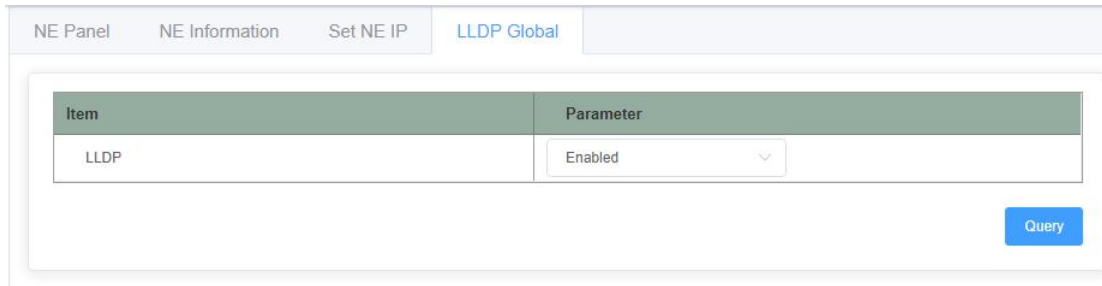 NE Panel NE Information Set NE IP LLDP Global
Item Parameter
LLDP Enabled
Query